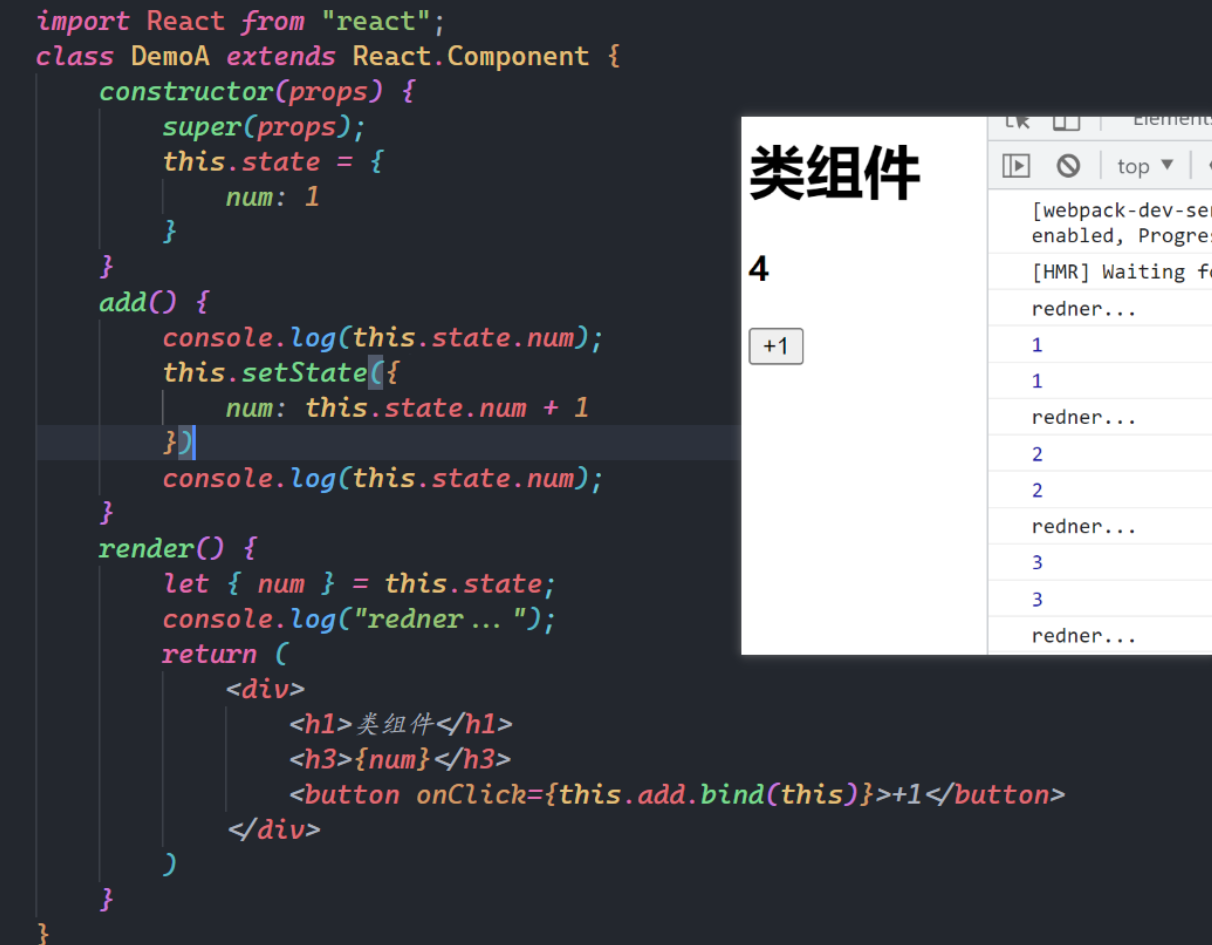 import React from "react";
class DemoA extends React.Component {
constructor(props) {
super(props);
this.state = {
num: 1
}
}
add() {
console.log(this.state.num);
this.setState({
num: this.state.num + 1
})
console.log(this.state.num);
}
render() {
let { num } = this.state;
console.log("redner...");
return (
<div>
<h1>类组件</h1>
<h3>{num}</h3>
<button onClick={this.add.bind(this)}>+1</button>
</div>
)
}
}
类组件
4
+1
Elements
top
[webpack-dev-ser
enabled, Progres
[HMR] Waiting fo
redner...
1
1
redner...
2
2
redner...
3
3
redner...